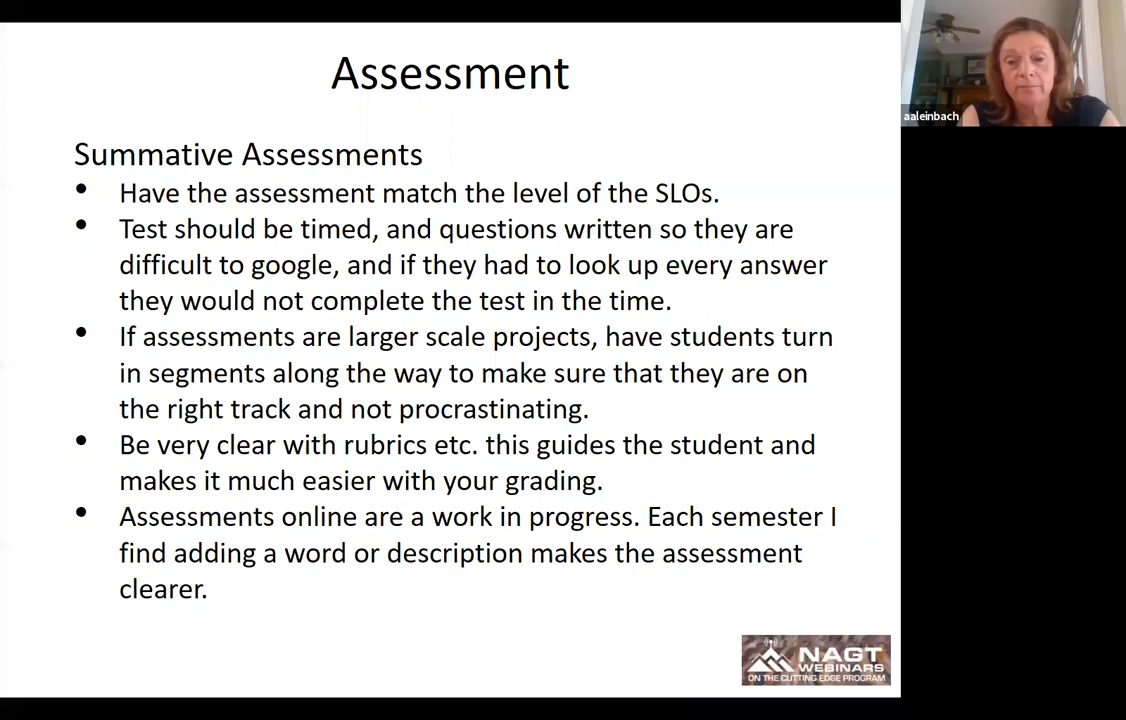 Assessment
aaleinbach
Summative Assessments
• Have the assessment match the level of the SLOs.
• Test should be timed, and questions written so they are
difficult to google, and if they had to look up every answer
they would not complete the test in the time.
• If assessments are larger scale projects, have students turn
in segments along the way to make sure that they are on
the right track and not procrastinating.
• Be very clear with rubrics etc. this guides the student and
makes it much easier with your grading.
• Assessments online are a work in progress. Each semester I
find adding a word or description makes the assessment
clearer.
NAGT
WEBINARS
ON THE CUTTING EDGE PROGRAM